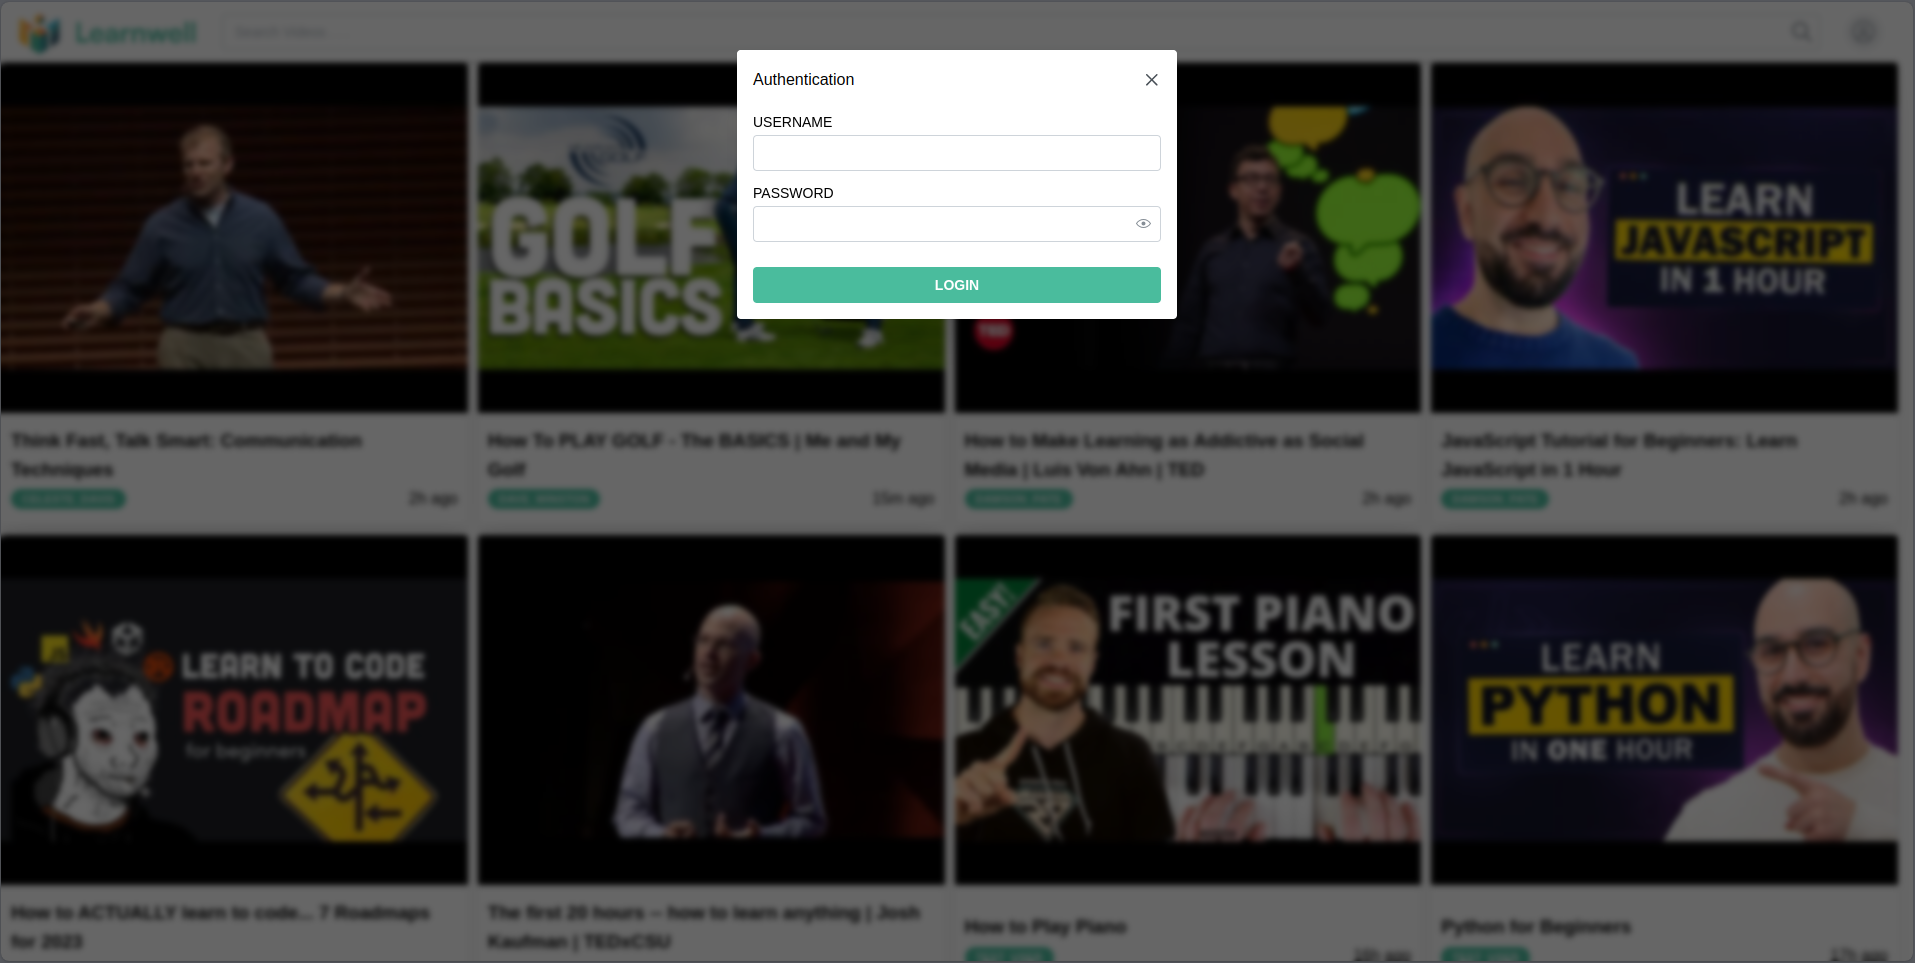 Learnwell
Authentication
USERNAME
PASSWORD
LOGIN
GOLF
BASICS
TED
LEARN
JAVASCRIPT
IN 1 HOUR
Think Fast, Talk Smart: Communication
Techniques
2h ago
How To PLAY GOLF - The BASICS | Me and My
Golf
15m ago
How to Make Learning as Addictive as Social
Media | Luis Von Ahn | TED
2h ago
JavaScript Tutorial for Beginners: Learn
JavaScript in 1 Hour
2h ago
LEARN TO CODE
ROADMAP
for beginners
EASY!
FIRST PIANO
LESSON
LEARN
PYTHON
IN ONE HOUR
How to ACTUALLY learn to code... 7 Roadmaps
for 2023
The first 20 hours -- how to learn anything | Josh
Kaufman | TEDxCSU
How to Play Piano
Python for Beginners
17h ago